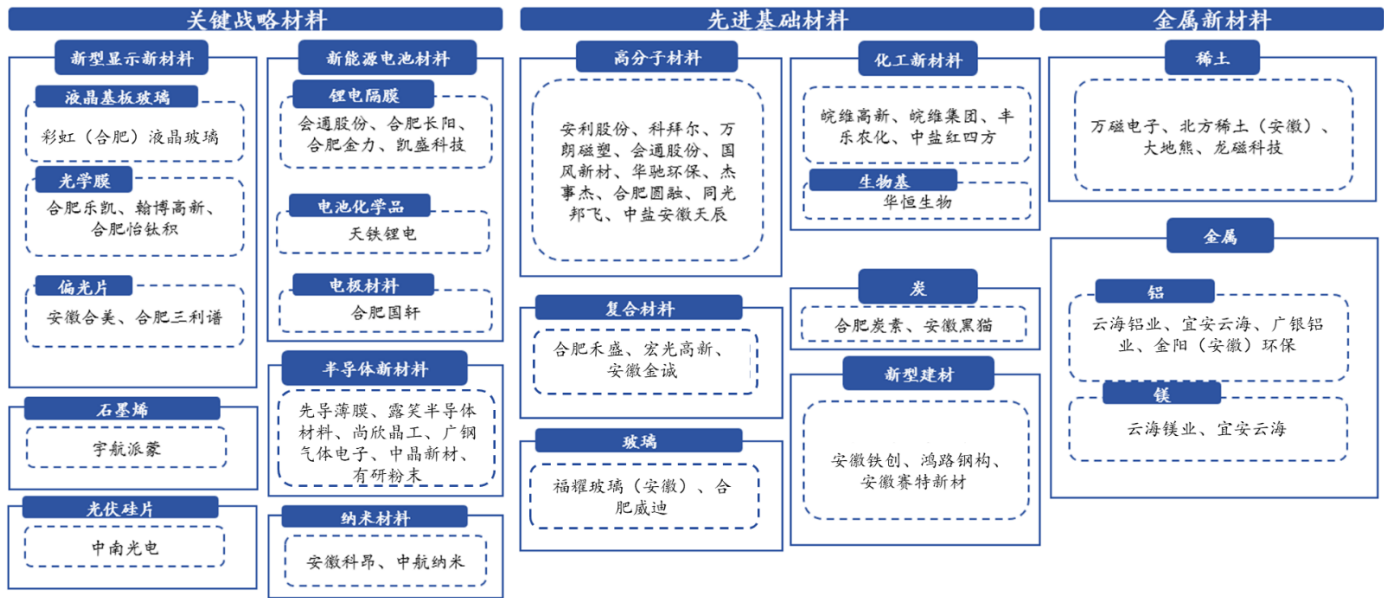 关键战略材料
新型显示新材料
液晶基板玻璃
彩虹（合肥）液晶玻璃
光学膜
合肥乐凯、翰博高新、
合肥怡钛积
偏光片
安徽合美、合肥三利谱
石墨烯
宇航派蒙
光伏硅片
中南光电
新能源电池材料
锂电隔膜
会通股份、合肥长阳、
合肥金力、凯盛科技
电池化学品
天铁锂电
电极材料
合肥国轩
半导体新材料
先导薄膜、露笑半导体
材料、尚欣晶工、广钢
气体电子、中晶新材、
有研粉末
纳米材料
安徽科昂、中航纳米
先进基础材料
高分子材料
安利股份、科拜尔、万
朗磁塑、会通股份、国
风新材、华驰环保、杰
事杰、合肥圆融、同光
邦飞、中盐安徽天辰
复合材料
合肥禾盛、宏光高新、
安徽金诚
玻璃
福耀玻璃（安徽）、合
肥威迪
化工新材料
皖维高新、皖维集团、丰
乐农化、中盐红四方
生物基
华恒生物
炭
合肥炭素、安徽黑猫
新型建材
安徽铁创、鸿路钢构、
安徽赛特新材
金属新材料
稀土
万磁电子、北方稀土（安徽）、
大地熊、龙磁科技
金属
铝
云海铝业、宜安云海、广银铝
业、金阳（安徽）环保
镁
云海镁业、宜安云海